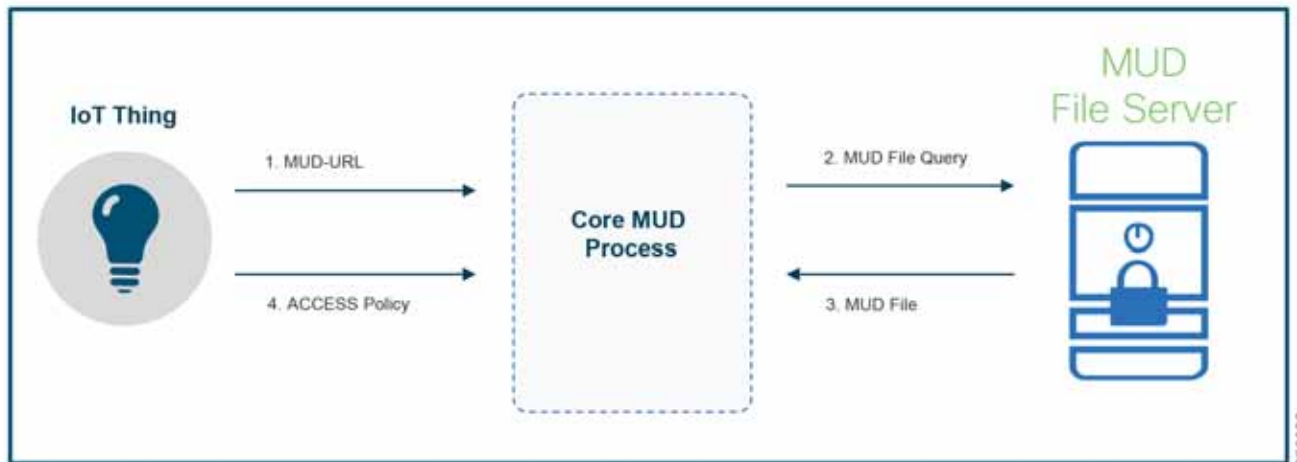 MUD
File Server
IoT Thing
1. MUD-URL
2. MUD File Query
Core MUD
Process
4. ACCESS Policy
3. MUD File